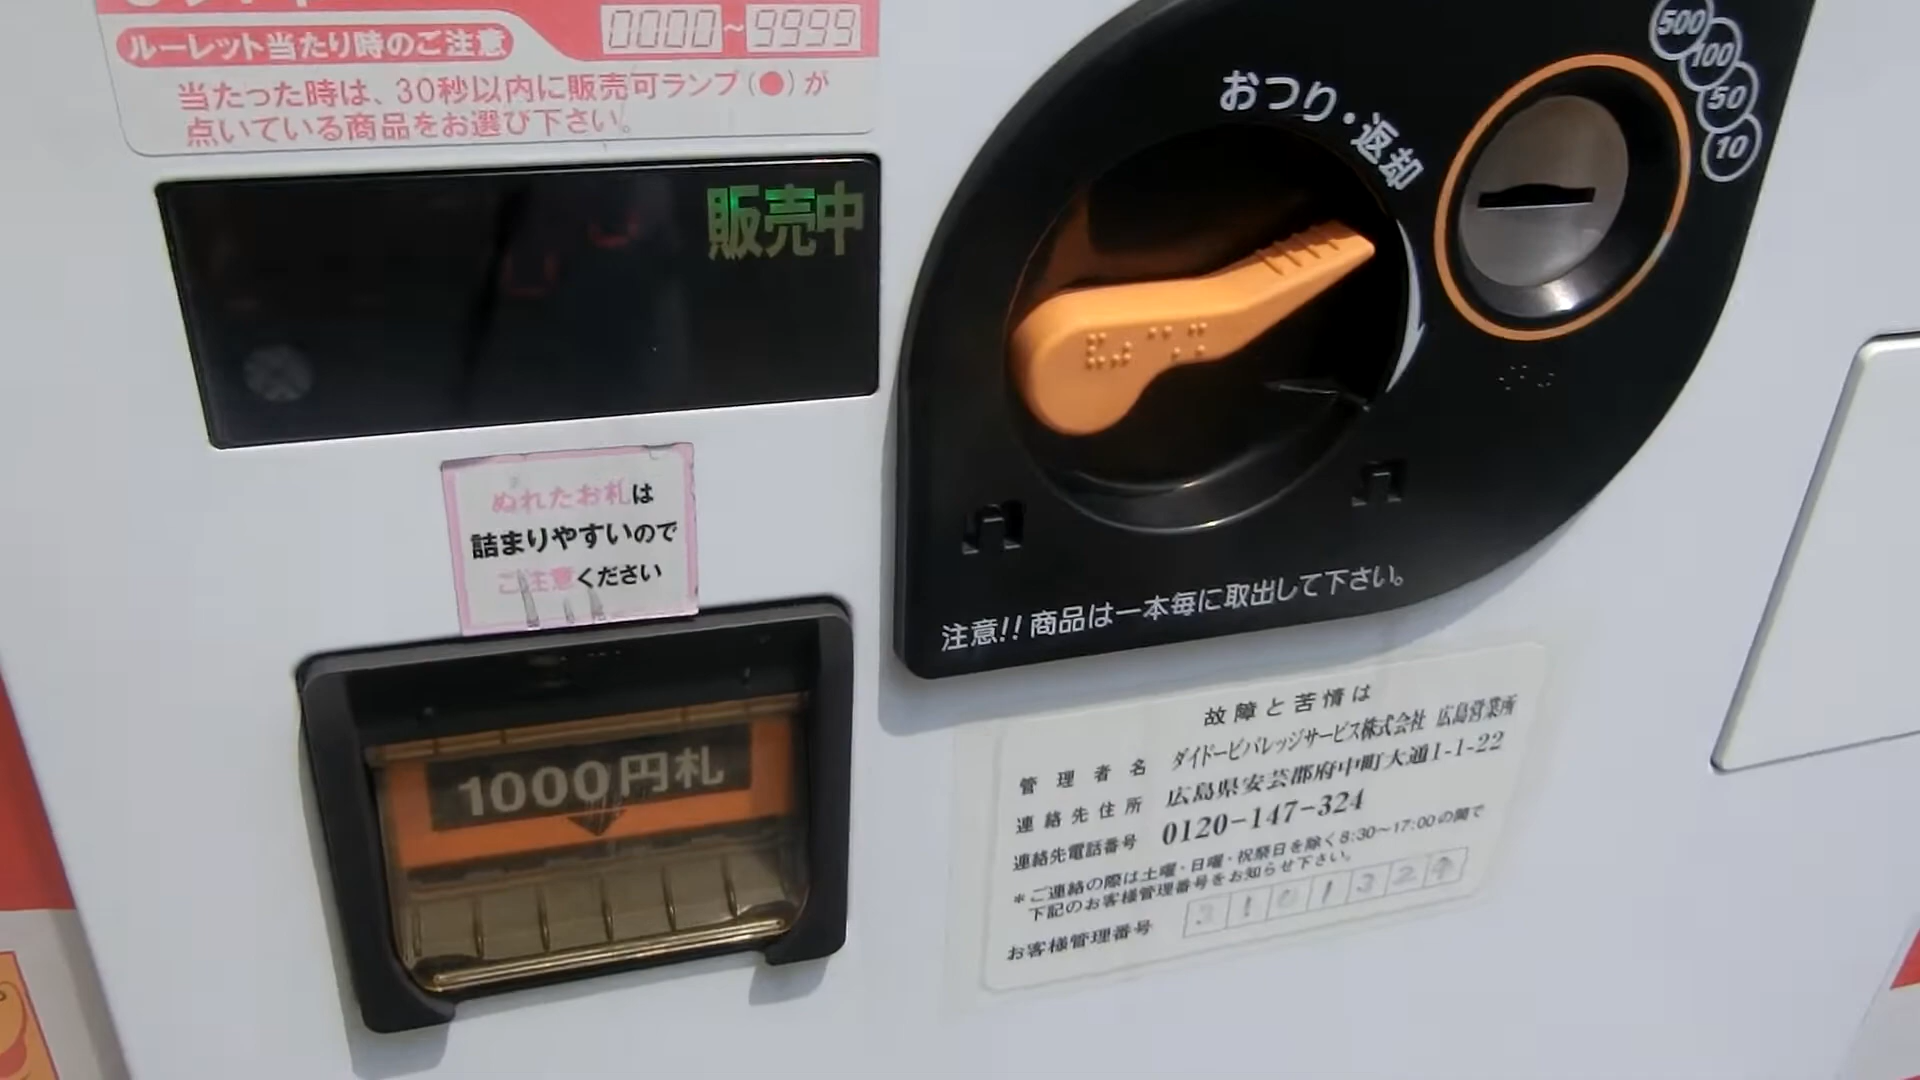 ルーレット当たり時のご注意
0000~9999
当たった時は、30秒以内に販売可ランプ(●)が
点いている商品をお選び下さい。
販売中
おつり・返却
500
100
50
10
ぬれたお札は
詰まりやすいので
ご注意ください
注意!!商品は一本毎に取出して下さい。
1000円札
故障と苦情は
管理者名 ダイドービバレッジサービス株式会社 広島営業所
連絡先住所 広島県安芸郡府中町大通1-1-22
連絡先電話番号 0120-147-324
*ご連絡の際は土曜・日曜・祝祭日を除く8:30~17:00の間で
下記のお客様管理番号をお知らせ下さい。
お客様管理番号